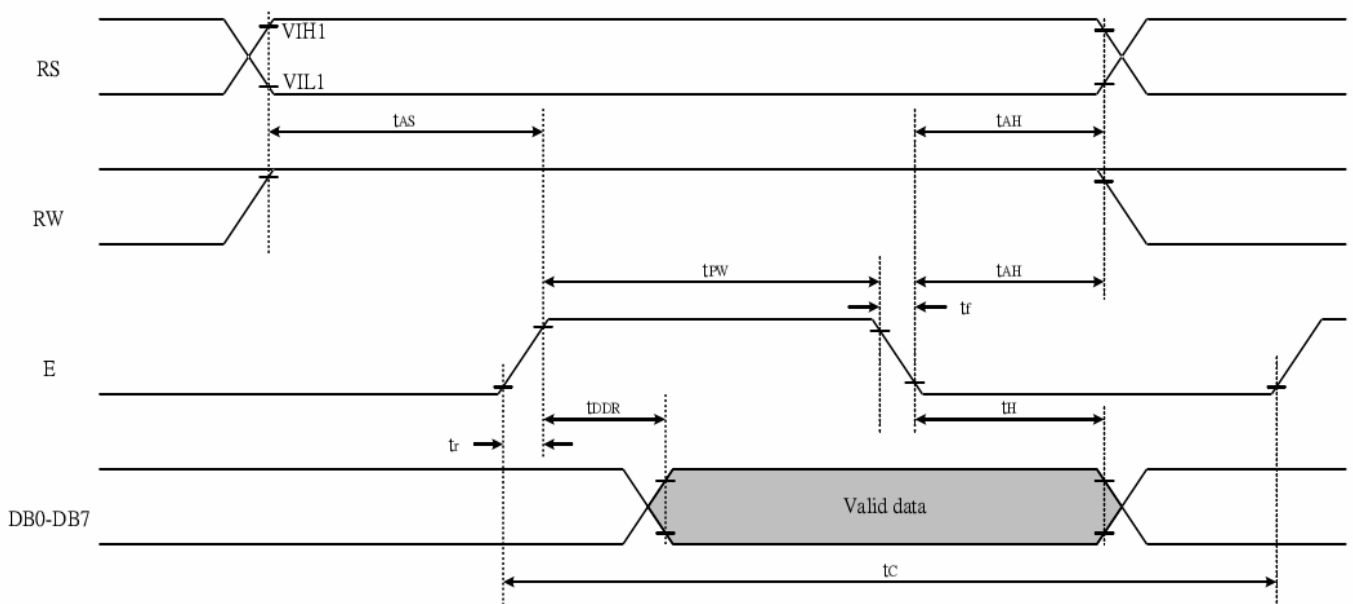 RS
VIH1
VIL1
tAS
tAH
RW
tPW
tAH
tf
E
tDDR
tH
tr
DB0-DB7
Valid data
tC